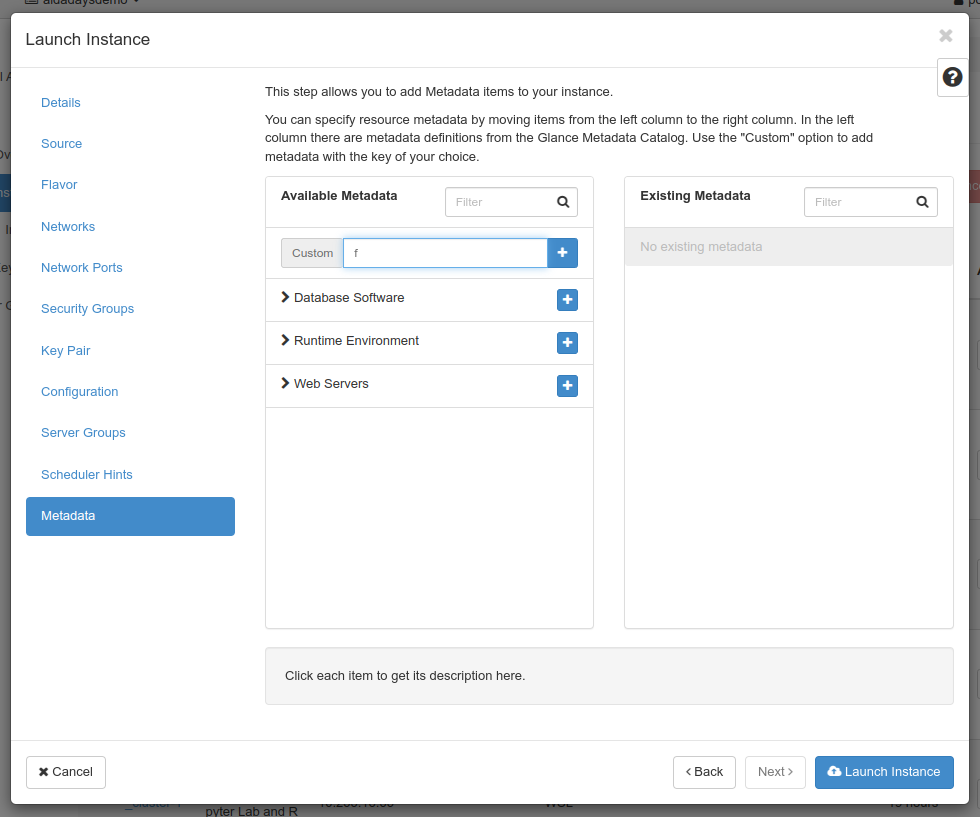 Launch Instance
Details
Source
Flavor
Networks
Network Ports
Security Groups
Key Pair
Configuration
Server Groups
Scheduler Hints
Metadata
This step allows you to add Metadata items to your instance.
You can specify resource metadata by moving items from the left column to the right column. In the left
column there are metadata definitions from the Glance Metadata Catalog. Use the "Custom" option to add
metadata with the key of your choice.
Available Metadata
Filter
Custom
f
Database Software
Runtime Environment
Web Servers
Existing Metadata
Filter
No existing metadata
Click each item to get its description here.
Cancel
Back
Next
Launch Instance
pyter Lab and R